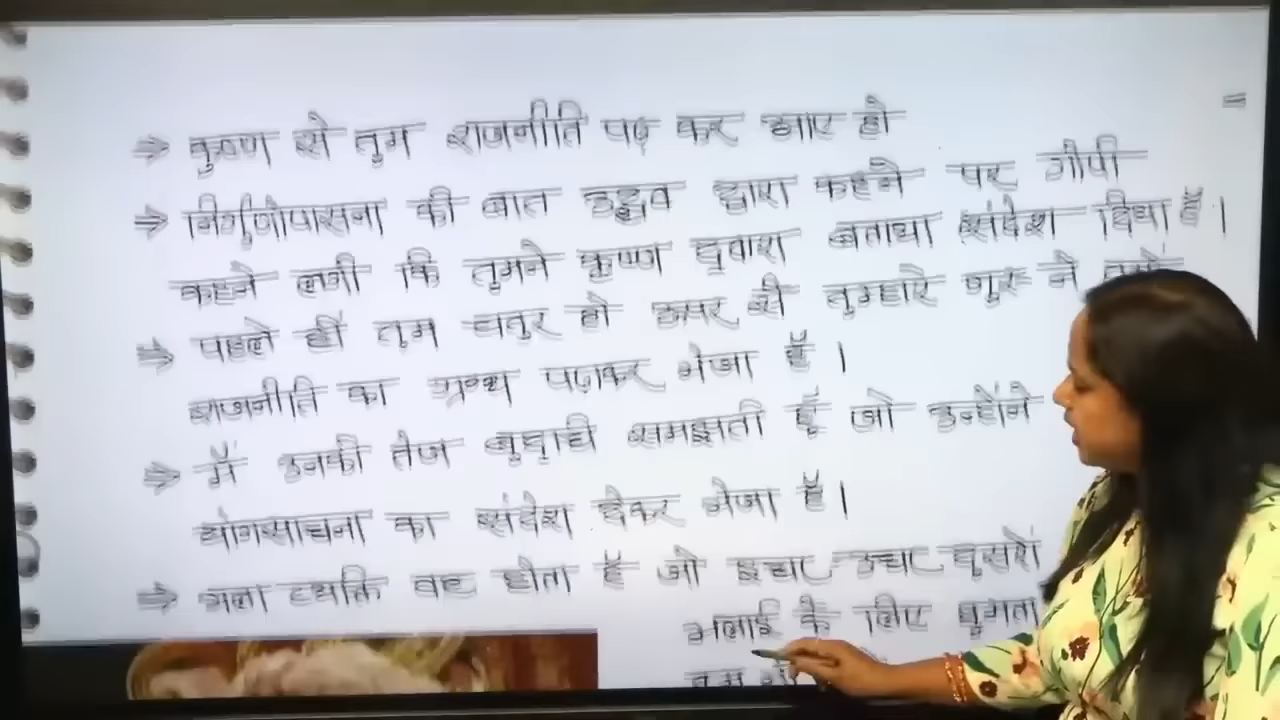 ⇒ कृष्ण से तुम राजनीति पढ़ कर आए हो
⇒ निर्गुणोपासना की बात उद्धव द्वारा कहने पर गोपी
कहने लगी कि तुमने कृष्ण द्वारा बताया संदेश दिया है।
⇒ पहले ही तुम चतुर हो ऊपर से तुम्हारे गुरु ने
राजनीति का ग्रन्थ पढ़ाकर भेजा है।
⇒ मैं उनकी तेज बुद्धि समझती हूँ जो उन्होंने
योगसाधना का संदेश देकर भेजा है।
⇒ भला व्यक्ति वह होता है जो इधर-उधर दूसरों
भलाई के लिए घूमता